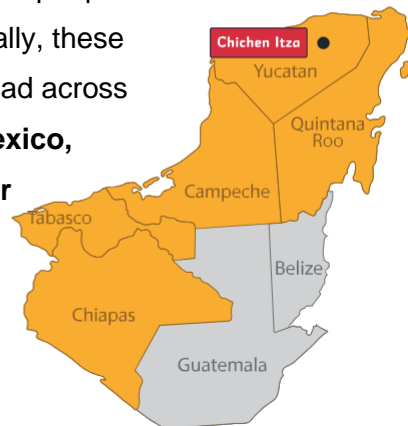 ally, these
ad across
exico,
r
Chichen Itza
Yucatan
Quintana
Roo
Campeche
Tabasco
Belize
Chiapas
Guatemala